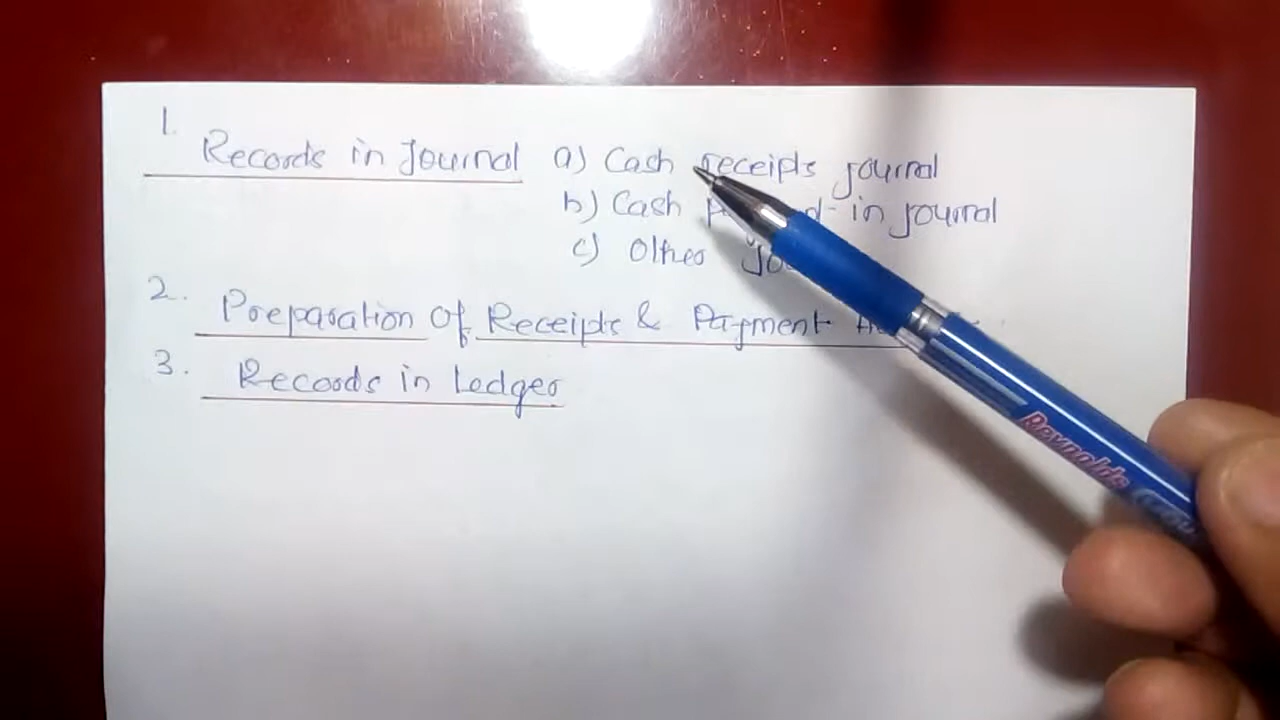 1.
Records in Journal a) Cash receipts journal
b) Cash in journal
c) Other
2. Preparation Of Receipts & Payment
3. Records in Ledger
Reynolds